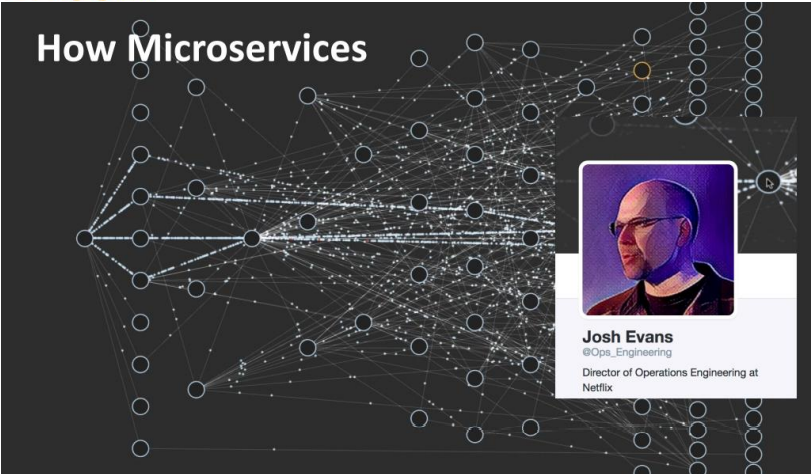 How Microservices
Josh Evans
@Ops_Engineering
Director of Operations Engineering at
Netflix